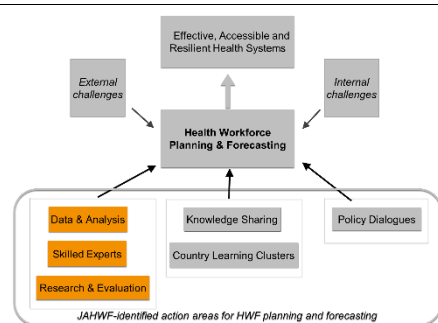 Effective, Accessible and
Resilient Health Systems
External
challenges
Internal
challenges
Health Workforce
Planning & Forecasting
Data & Analysis
Knowledge Sharing
Policy Dialogues
Skilled Experts
Country Learning Clusters
Research & Evaluation
JAHWF-identified action areas for HWF planning and forecasting